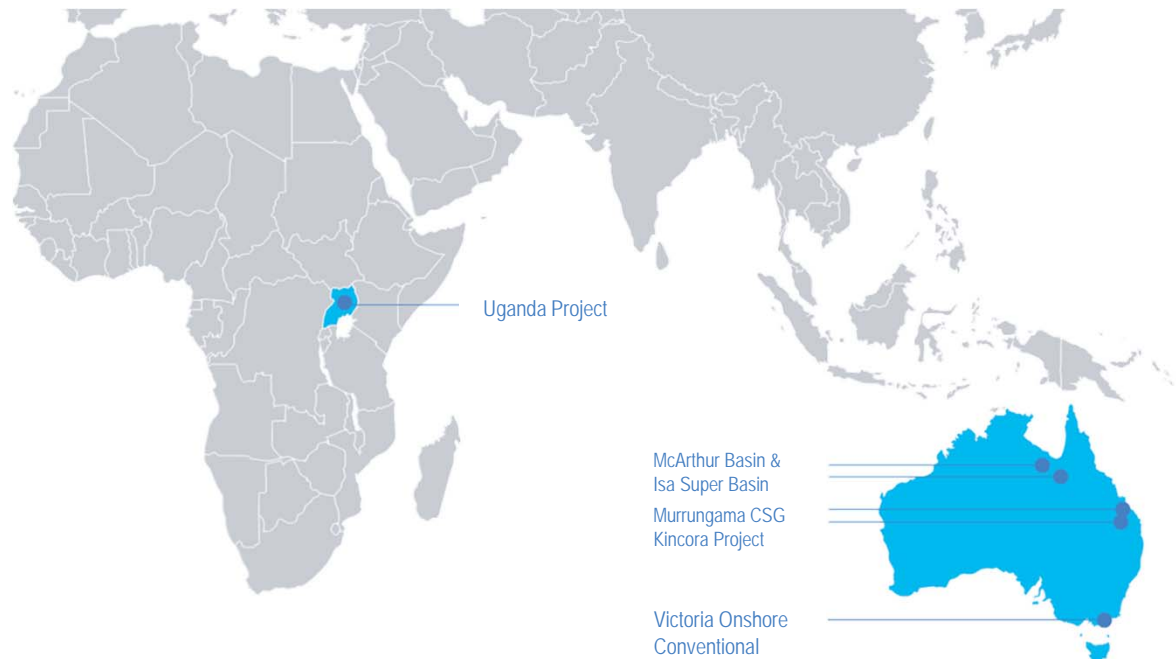 Uganda Project
McArthur Basin &
Isa Super Basin
Murrungama CSG
Kincora Project
Victoria Onshore
Conventional